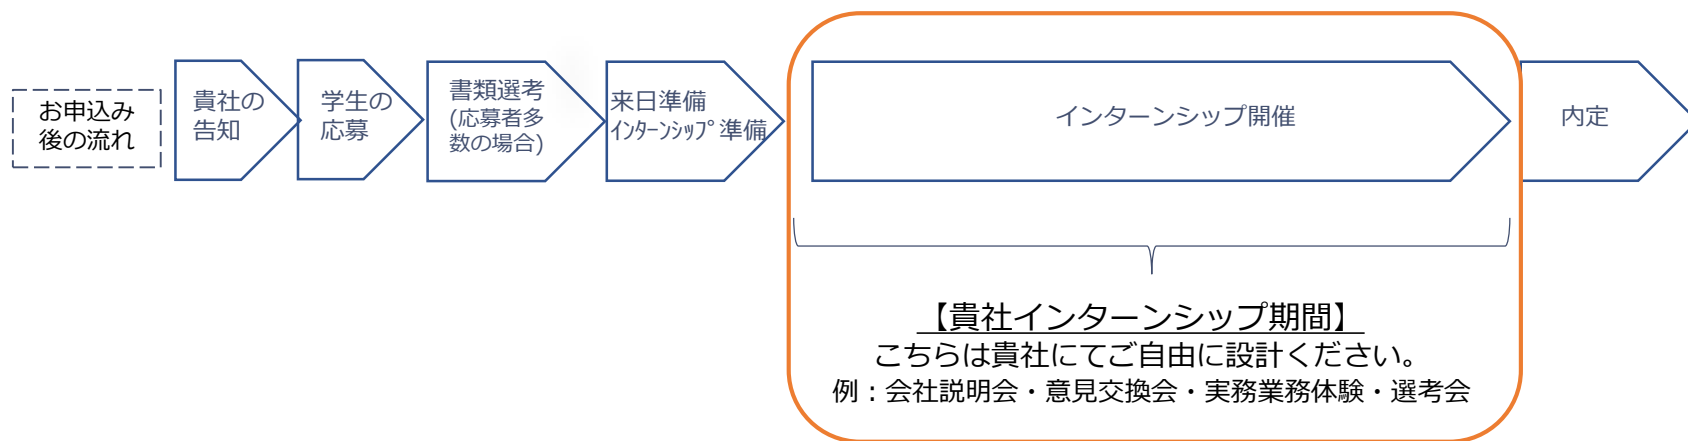 お申込み
後の流れ
貴社の
告知
学生の
応募
書類選考
(応募者多
数の場合)
来日準備
ｲﾝﾀｰﾝｼｯﾌﾟ準備
インターンシップ開催
内定
【貴社インターンシップ期間】
こちらは貴社にてご自由に設計ください。
例：会社説明会・意見交換会・実務業務体験・選考会